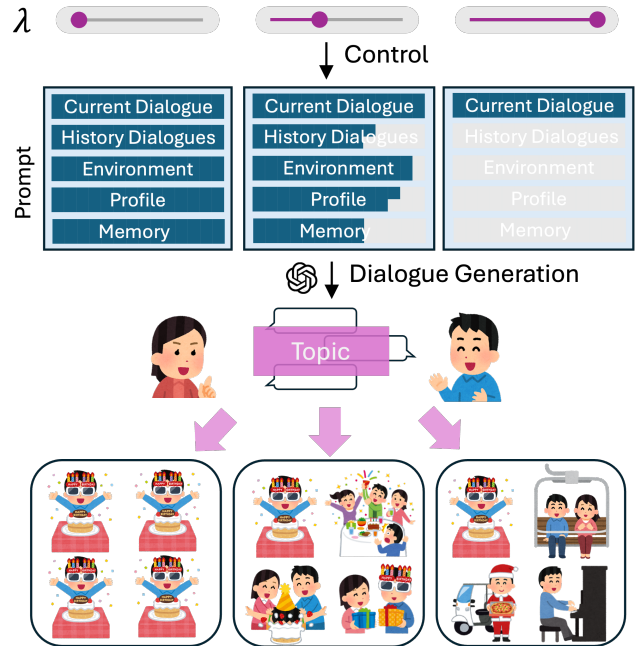 λ
Control
Prompt
Current Dialogue
History Dialogues
Environment
Profile
Memory
Current Dialogue
History Dialogues
Environment
Profile
Memory
Current Dialogue
History Dialogues
Environment
Profile
Memory
Dialogue Generation
Topic